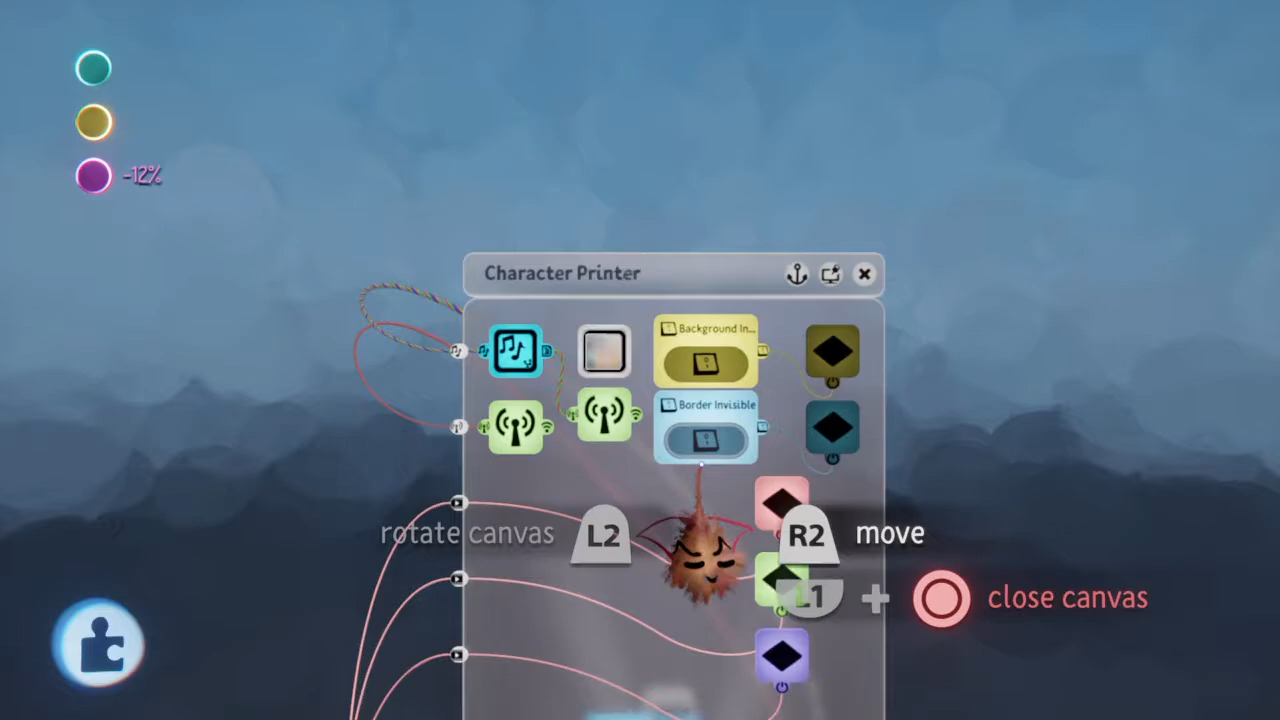 -12%
Character Printer
Background In...
Border Invisible
rotate canvas L2 R2 move
L1 + close canvas